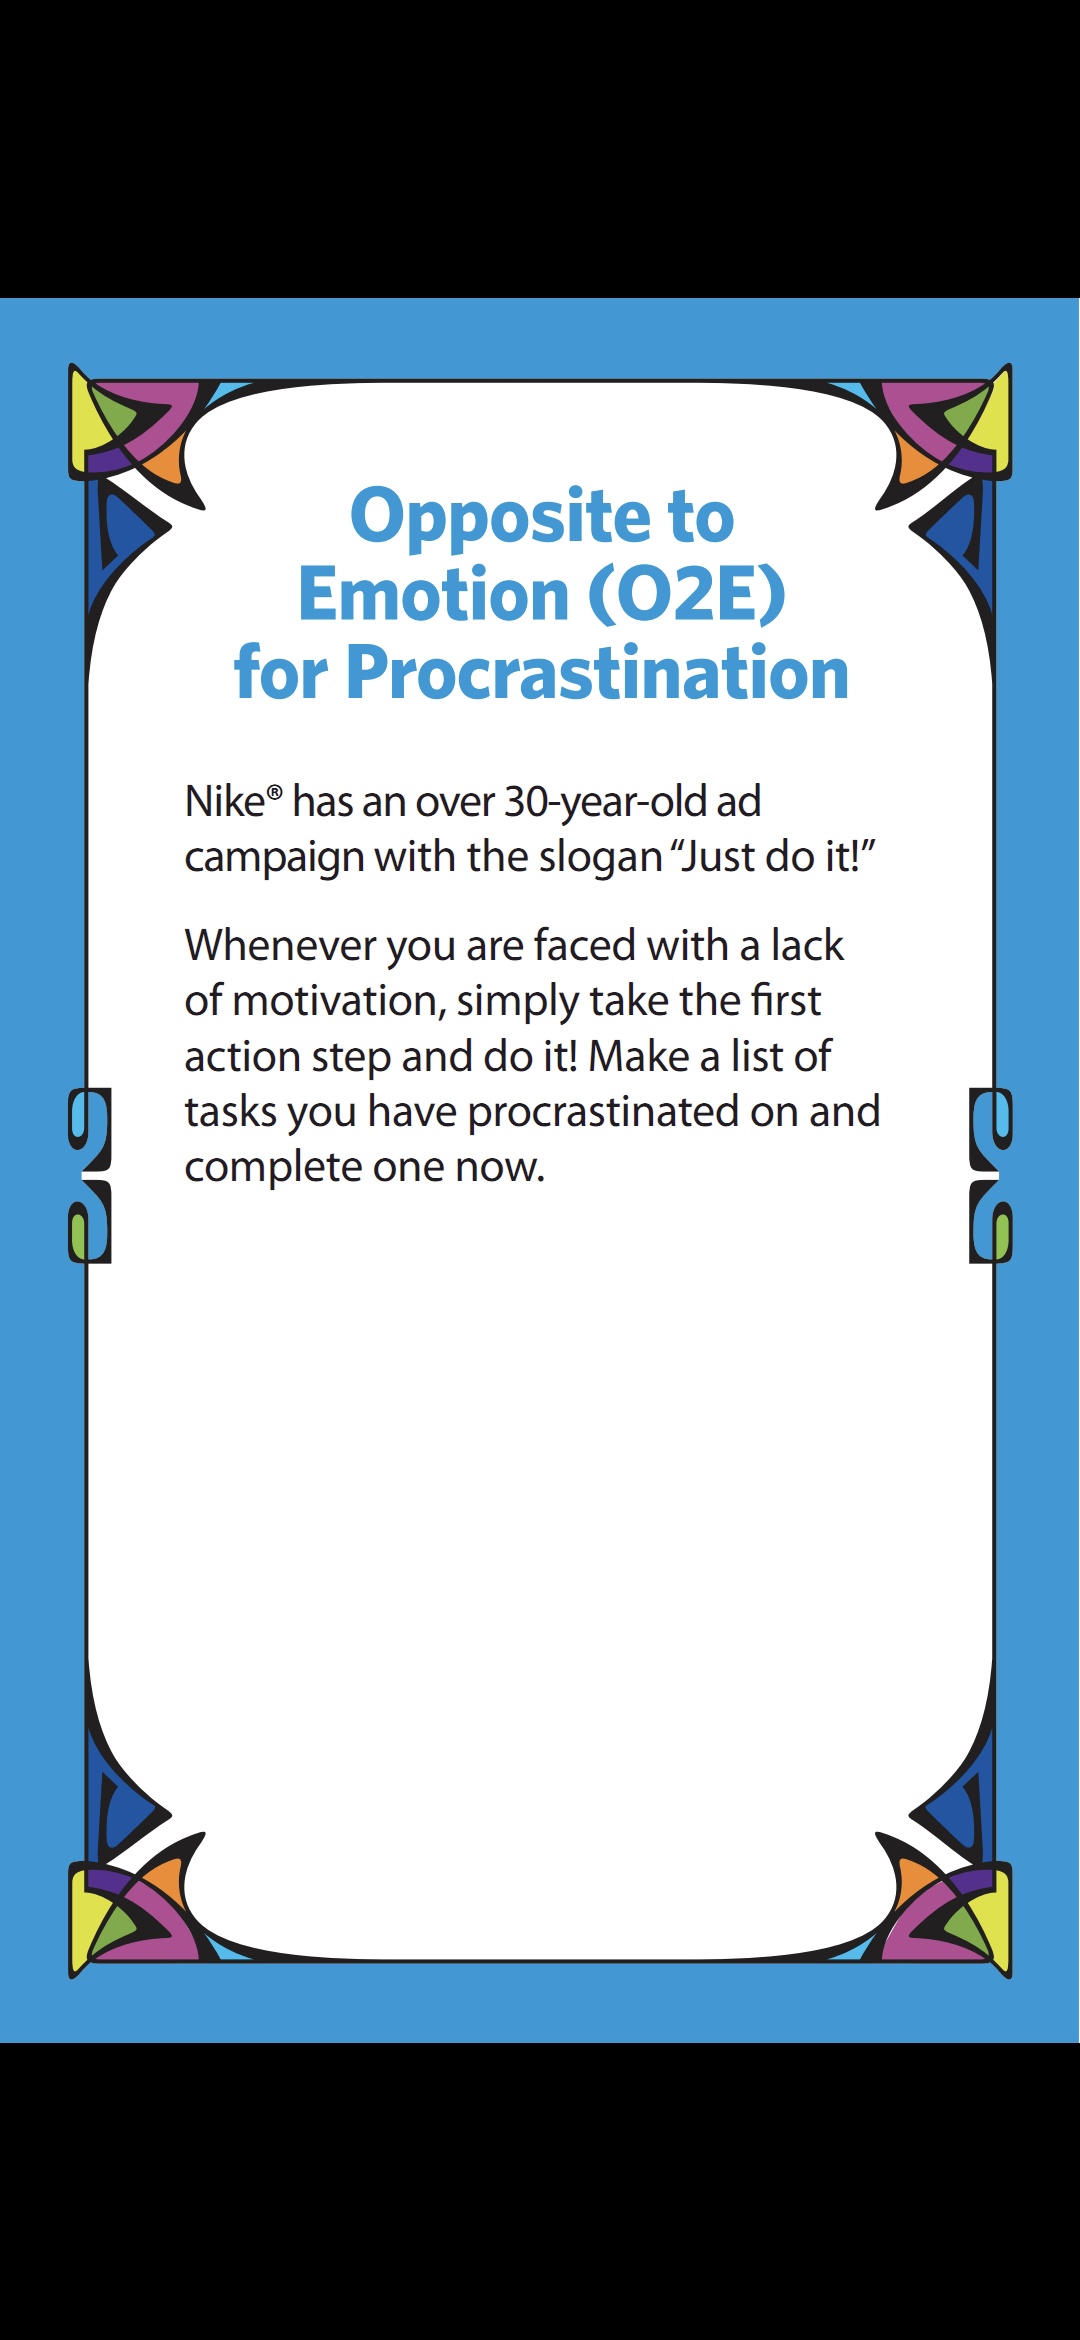 Opposite to
Emotion (O2E)
for Procrastination
Nike® has an over 30-year-old ad
campaign with the slogan “Just do it!”
Whenever you are faced with a lack
of motivation, simply take the first
action step and do it! Make a list of
tasks you have procrastinated on and
complete one now.